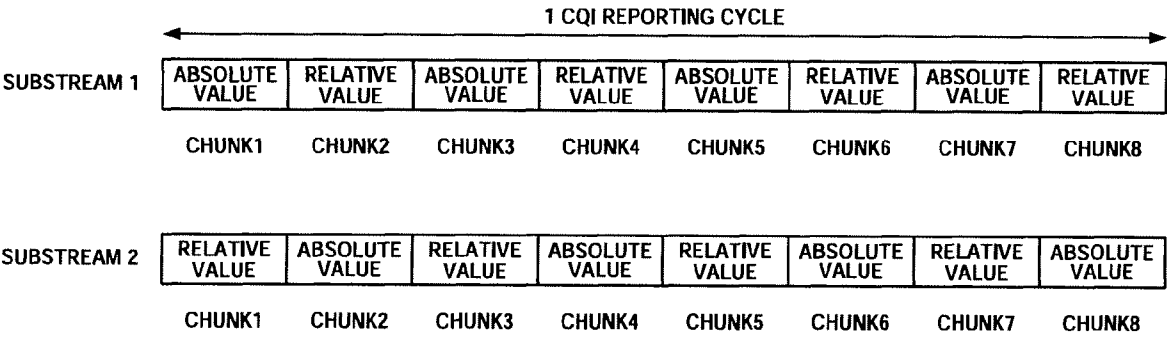 1 CQI REPORTING CYCLE
SUBSTREAM 1
ABSOLUTE VALUE
RELATIVE VALUE
ABSOLUTE VALUE
RELATIVE VALUE
ABSOLUTE VALUE
RELATIVE VALUE
ABSOLUTE VALUE
RELATIVE VALUE
CHUNK1 CHUNK2 CHUNK3 CHUNK4 CHUNK5 CHUNK6 CHUNK7 CHUNK8
SUBSTREAM 2
RELATIVE VALUE
ABSOLUTE VALUE
RELATIVE VALUE
ABSOLUTE VALUE
RELATIVE VALUE
ABSOLUTE VALUE
RELATIVE VALUE
ABSOLUTE VALUE
CHUNK1 CHUNK2 CHUNK3 CHUNK4 CHUNK5 CHUNK6 CHUNK7 CHUNK8